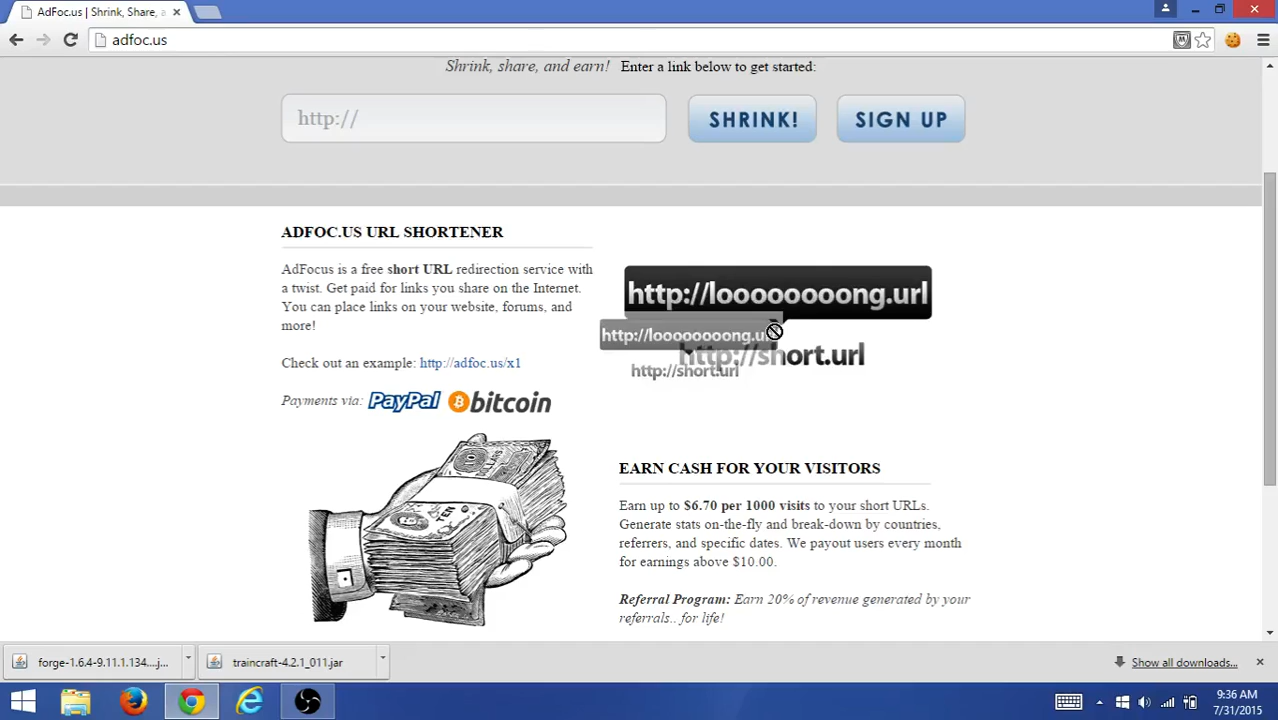 AdFoc.us | Shrink, Share, a
adfoc.us
Shrink, share, and earn! Enter a link below to get started:
http://
SHRINK!
SIGN UP
ADFOC.US URL SHORTENER
AdFocus is a free short URL redirection service with
a twist. Get paid for links you share on the Internet.
You can place links on your website, forums, and
more!
Check out an example: http://adfoc.us/x1
Payments via: PayPal bitcoin
http://loooooooong.url
http://short.url
http://loooooooong.u
http://short.url
TEN
EARN CASH FOR YOUR VISITORS
Earn up to $6.70 per 1000 visits to your short URLs.
Generate stats on-the-fly and break-down by countries,
referrers, and specific dates. We payout users every month
for earnings above $10.00.
Referral Program: Earn 20% of revenue generated by your
referrals.. for life!
forge-1.6.4-9.11.1.134....j...
traincraft-4.2.1_011.jar
Show all downloads...
9:36 AM
7/31/2015